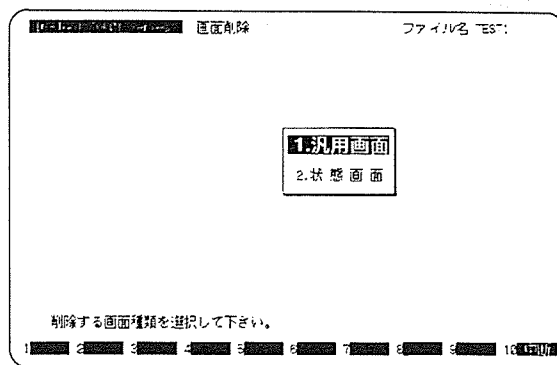 画面削除 ファイル名 TEST1
1.汎用画面
2.状態画面
削除する画面種類を選択して下さい。
1 2 3 4 5 6 7 8 9 10